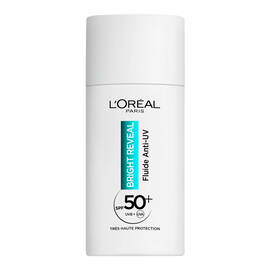 L'ORÉAL
PARIS
BRIGHT REVEAL
Fluide Anti-UV
SPF 50+
UVB + UVA
TRÈS-HAUTE PROTECTION